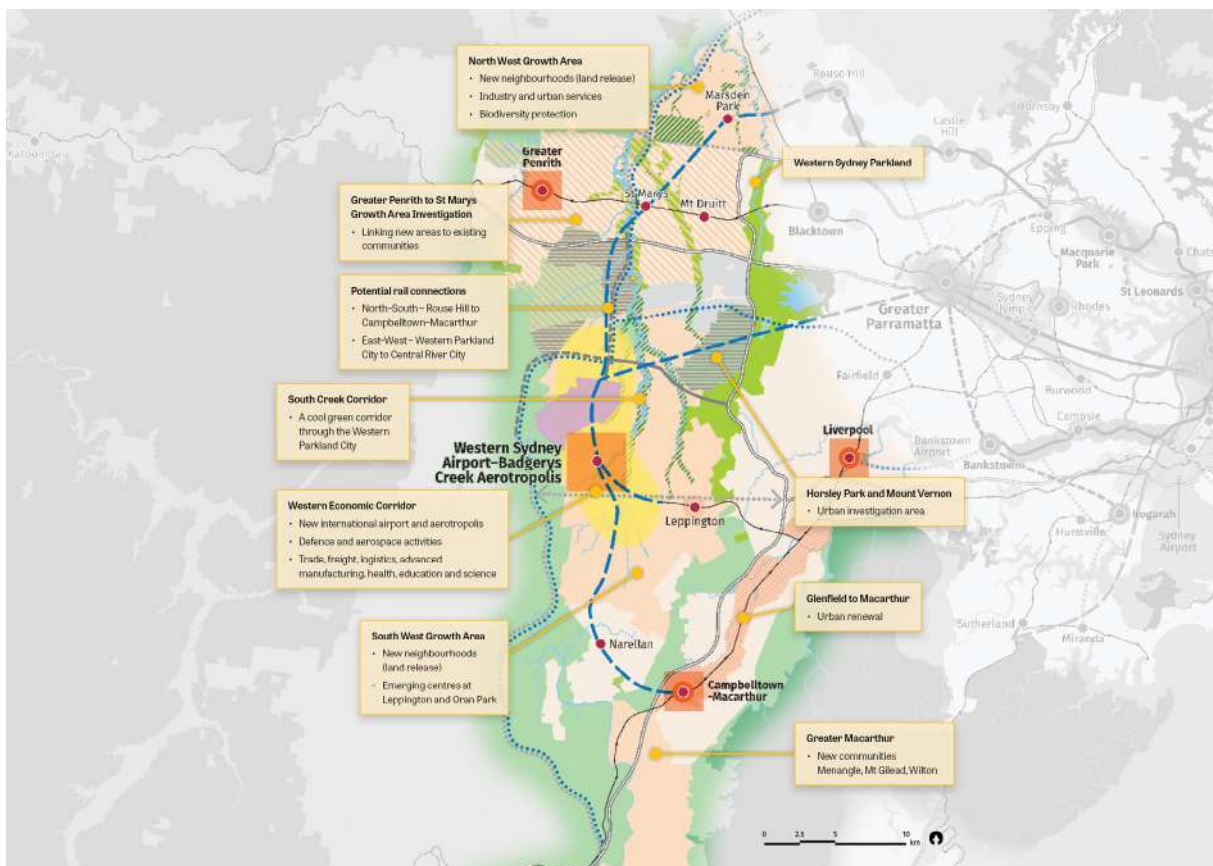 North West Growth Area
• New neighbourhoods (land release)
• Industry and urban services
• Biodiversity protection
Marsden
Park
Rouse Hill
Hornsby
Castle
Hill
Katoomba
Greater
Penrith
Western Sydney Parkland
St Marys
Mt Druitt
Blacktown
Epping
Macquarie
Park
Chats
St Leonards
Greater Penrith to St Marys
Growth Area Investigation
• Linking new areas to existing
communities
Potential rail connections
• North-South – Rouse Hill to
Campbelltown-Macarthur
• East-West – Western Parkland
City to Central River City
Sydney
Olympic
Park
Rhodes
Greater
Parramatta
Fairfield
Burwood
Campsie
South Creek Corridor
• A cool green corridor
through the Western
Parkland City
Western Sydney
Airport–Badgerys
Creek Aerotropolis
Liverpool
Bankstown
Airport
Bankstown
Western Economic Corridor
• New international airport and aerotropolis
• Defence and aerospace activities
• Trade, freight, logistics, advanced
manufacturing, health, education and science
Leppington
Horsley Park and Mount Vernon
• Urban investigation area
Kogarah
Hurstville
Sydney
Airport
Glenfield to Macarthur
• Urban renewal
Sutherland
Miranda
South West Growth Area
• New neighbourhoods
(land release)
• Emerging centres at
Leppington and Oran Park
Narellan
Campbelltown
-Macarthur
Greater Macarthur
• New communities
Menangle, Mt Gilead, Wilton
0 2.5 5 10
km